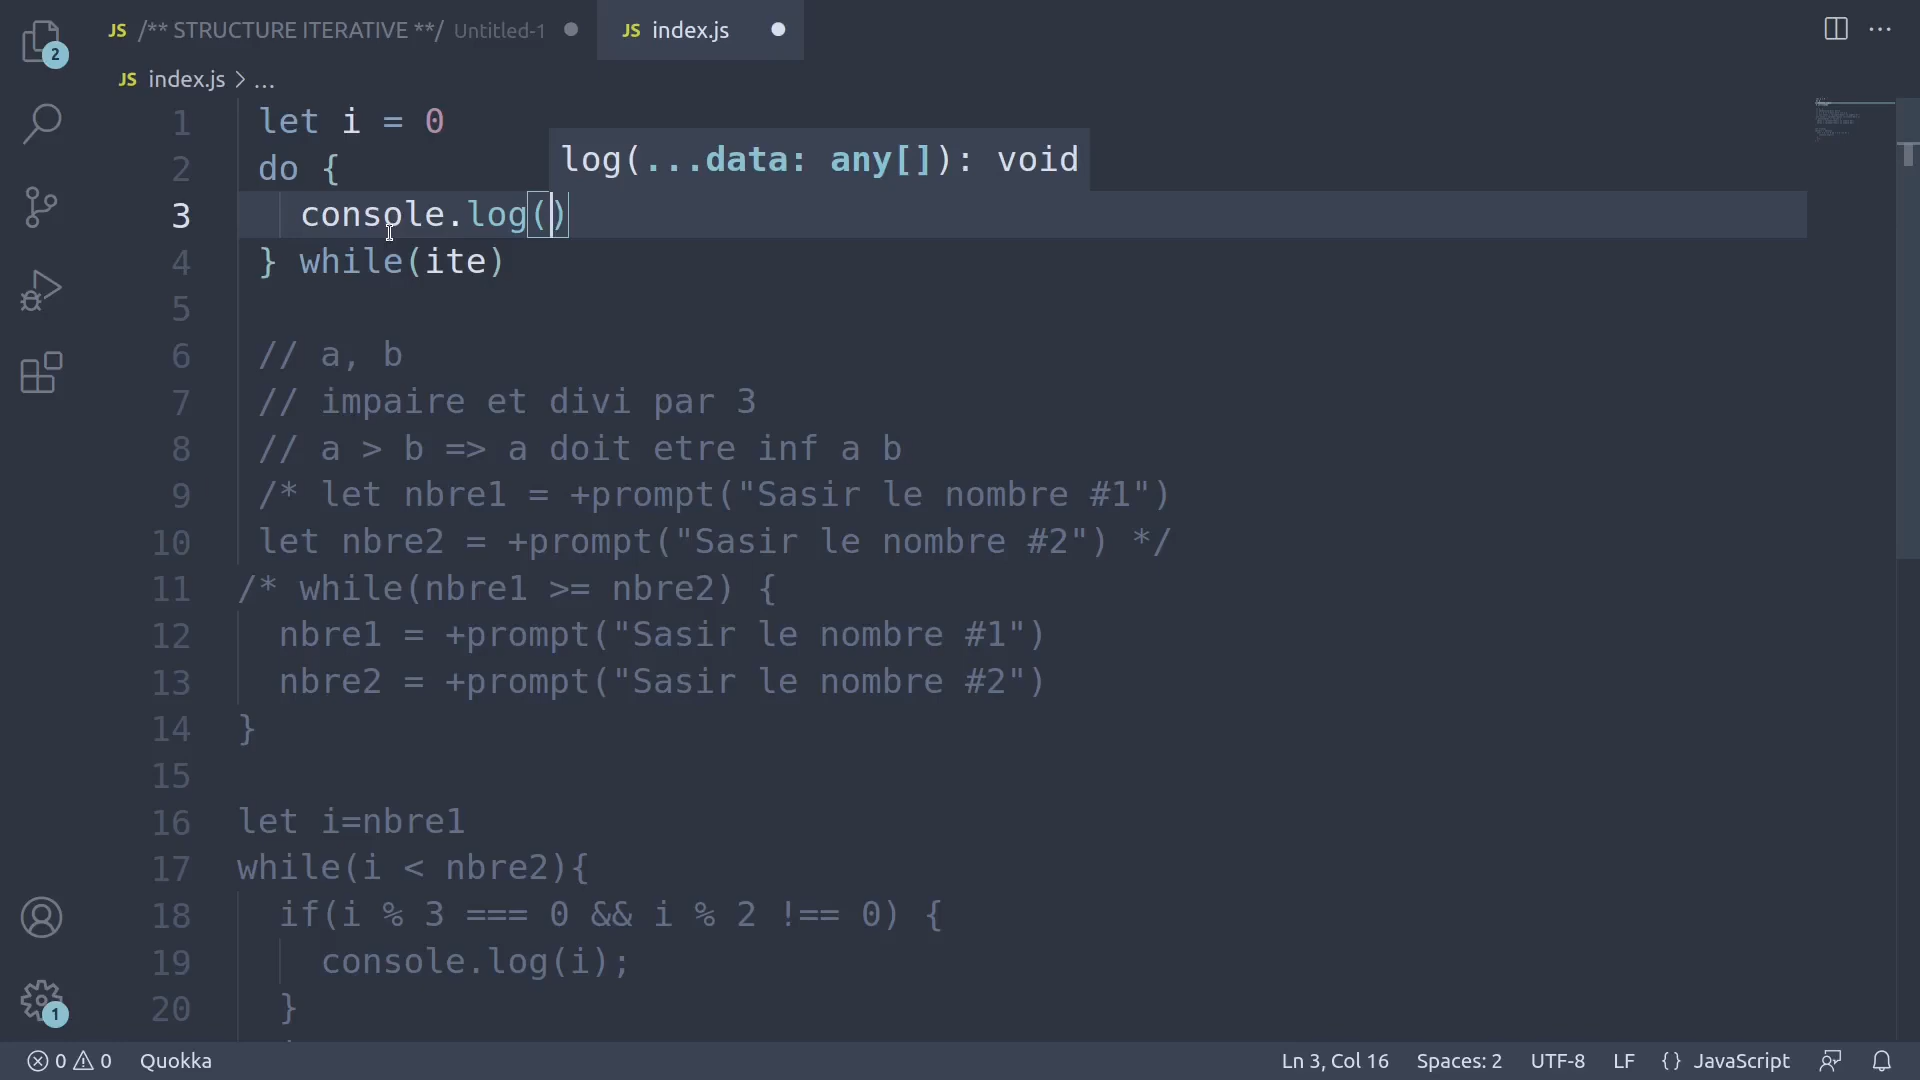 JS /** STRUCTURE ITERATIVE **/ Untitled-1 JS index.js
2
JS index.js > ...
1 let i = 0
2 do {
log(...data: any[]): void
3 console.log()
4 } while(ite)
5
6 // a, b
7 // impaire et divi par 3
8 // a > b => a doit etre inf a b
9 /* let nbre1 = +prompt("Sasir le nombre #1")
10 let nbre2 = +prompt("Sasir le nombre #2") */
11 /* while(nbre1 >= nbre2) {
12 nbre1 = +prompt("Sasir le nombre #1")
13 nbre2 = +prompt("Sasir le nombre #2")
14 }
15
16 let i=nbre1
17 while(i < nbre2){
18 if(i % 3 === 0 && i % 2 !== 0) {
19 console.log(i);
20 }
1
0 0 Quokka Ln 3, Col 16 Spaces: 2 UTF-8 LF {} JavaScript